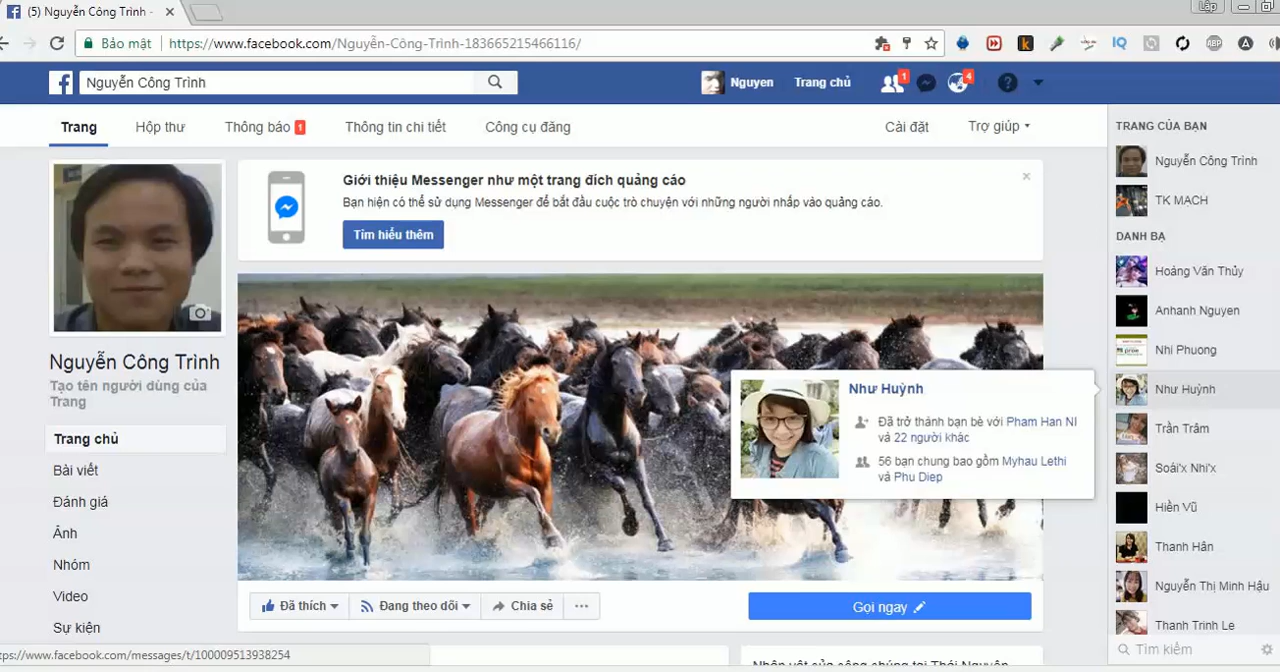 (5) Nguyễn Công Trình -
Lập
Bảo mật
https://www.facebook.com/Nguyễn-Công-Trình-183665215466116/
Nguyễn Công Trình
Nguyen
Trang chủ
1
4
?
Trang
Hộp thư
Thông báo 1
Thông tin chi tiết
Công cụ đăng
Cài đặt
Trợ giúp
Giới thiệu Messenger như một trang đích quảng cáo
Bạn hiện có thể sử dụng Messenger để bắt đầu cuộc trò chuyện với những người nhấp vào quảng cáo.
Tìm hiểu thêm
Nguyễn Công Trình
Tạo tên người dùng của
Trang
Trang chủ
Bài viết
Đánh giá
Ảnh
Nhóm
Video
Sự kiện
Như Huỳnh
Đã trở thành bạn bè với Pham Han NI
và 22 người khác
56 bạn chung bao gồm Myhau Lethi
và Phu Diep
Đã thích
Đang theo dõi
Chia sẻ
...
Gọi ngay
TRANG CỦA BẠN
Nguyễn Công Trình
TK MẠCH
DANH BẠ
Hoàng Văn Thủy
Anhanh Nguyen
Nhi Phuong
Như Huỳnh
Trần Trâm
Soái'x Nhi'x
Hiền Vũ
Thanh Hân
Nguyễn Thị Minh Hậu
Thanh Trinh Le
Tìm kiếm
tps://www.facebook.com/messages/t/100009513938254